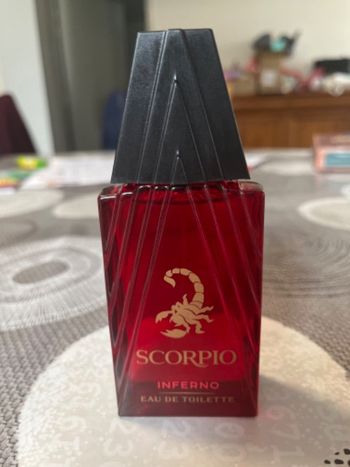 SCORPIO
INFERNO
EAU DE TOILETTE